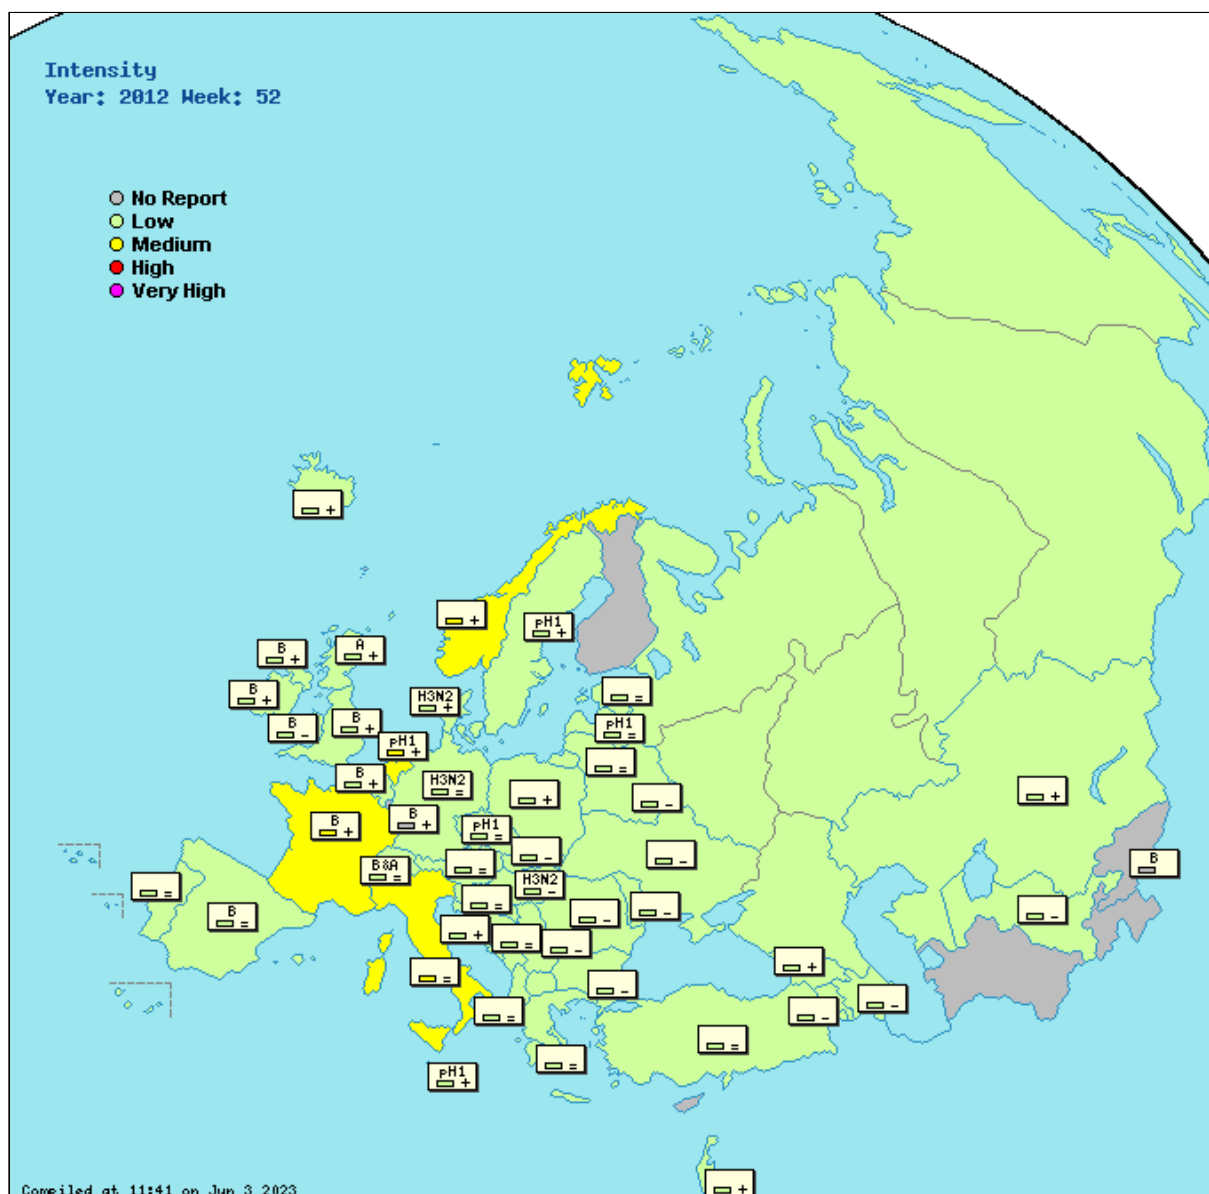 Intensity
Year: 2012 Week: 52
No Report
Low
Medium
High
Very High
+
+
pH1
+
B
+
A
+
B
+
H3N2
+
=
B
-
B
+
pH1
=
pH1
+
=
B
+
H3N2
=
+
-
+
B
+
B
+
pH1
=
-
-
B&A
=
=
B
H3N2
-
=
=
B
=
-
-
-
+
=
-
=
+
-
-
=
-
=
=
pH1
+
+
Compiled at 11:41 on Jun 3 2023